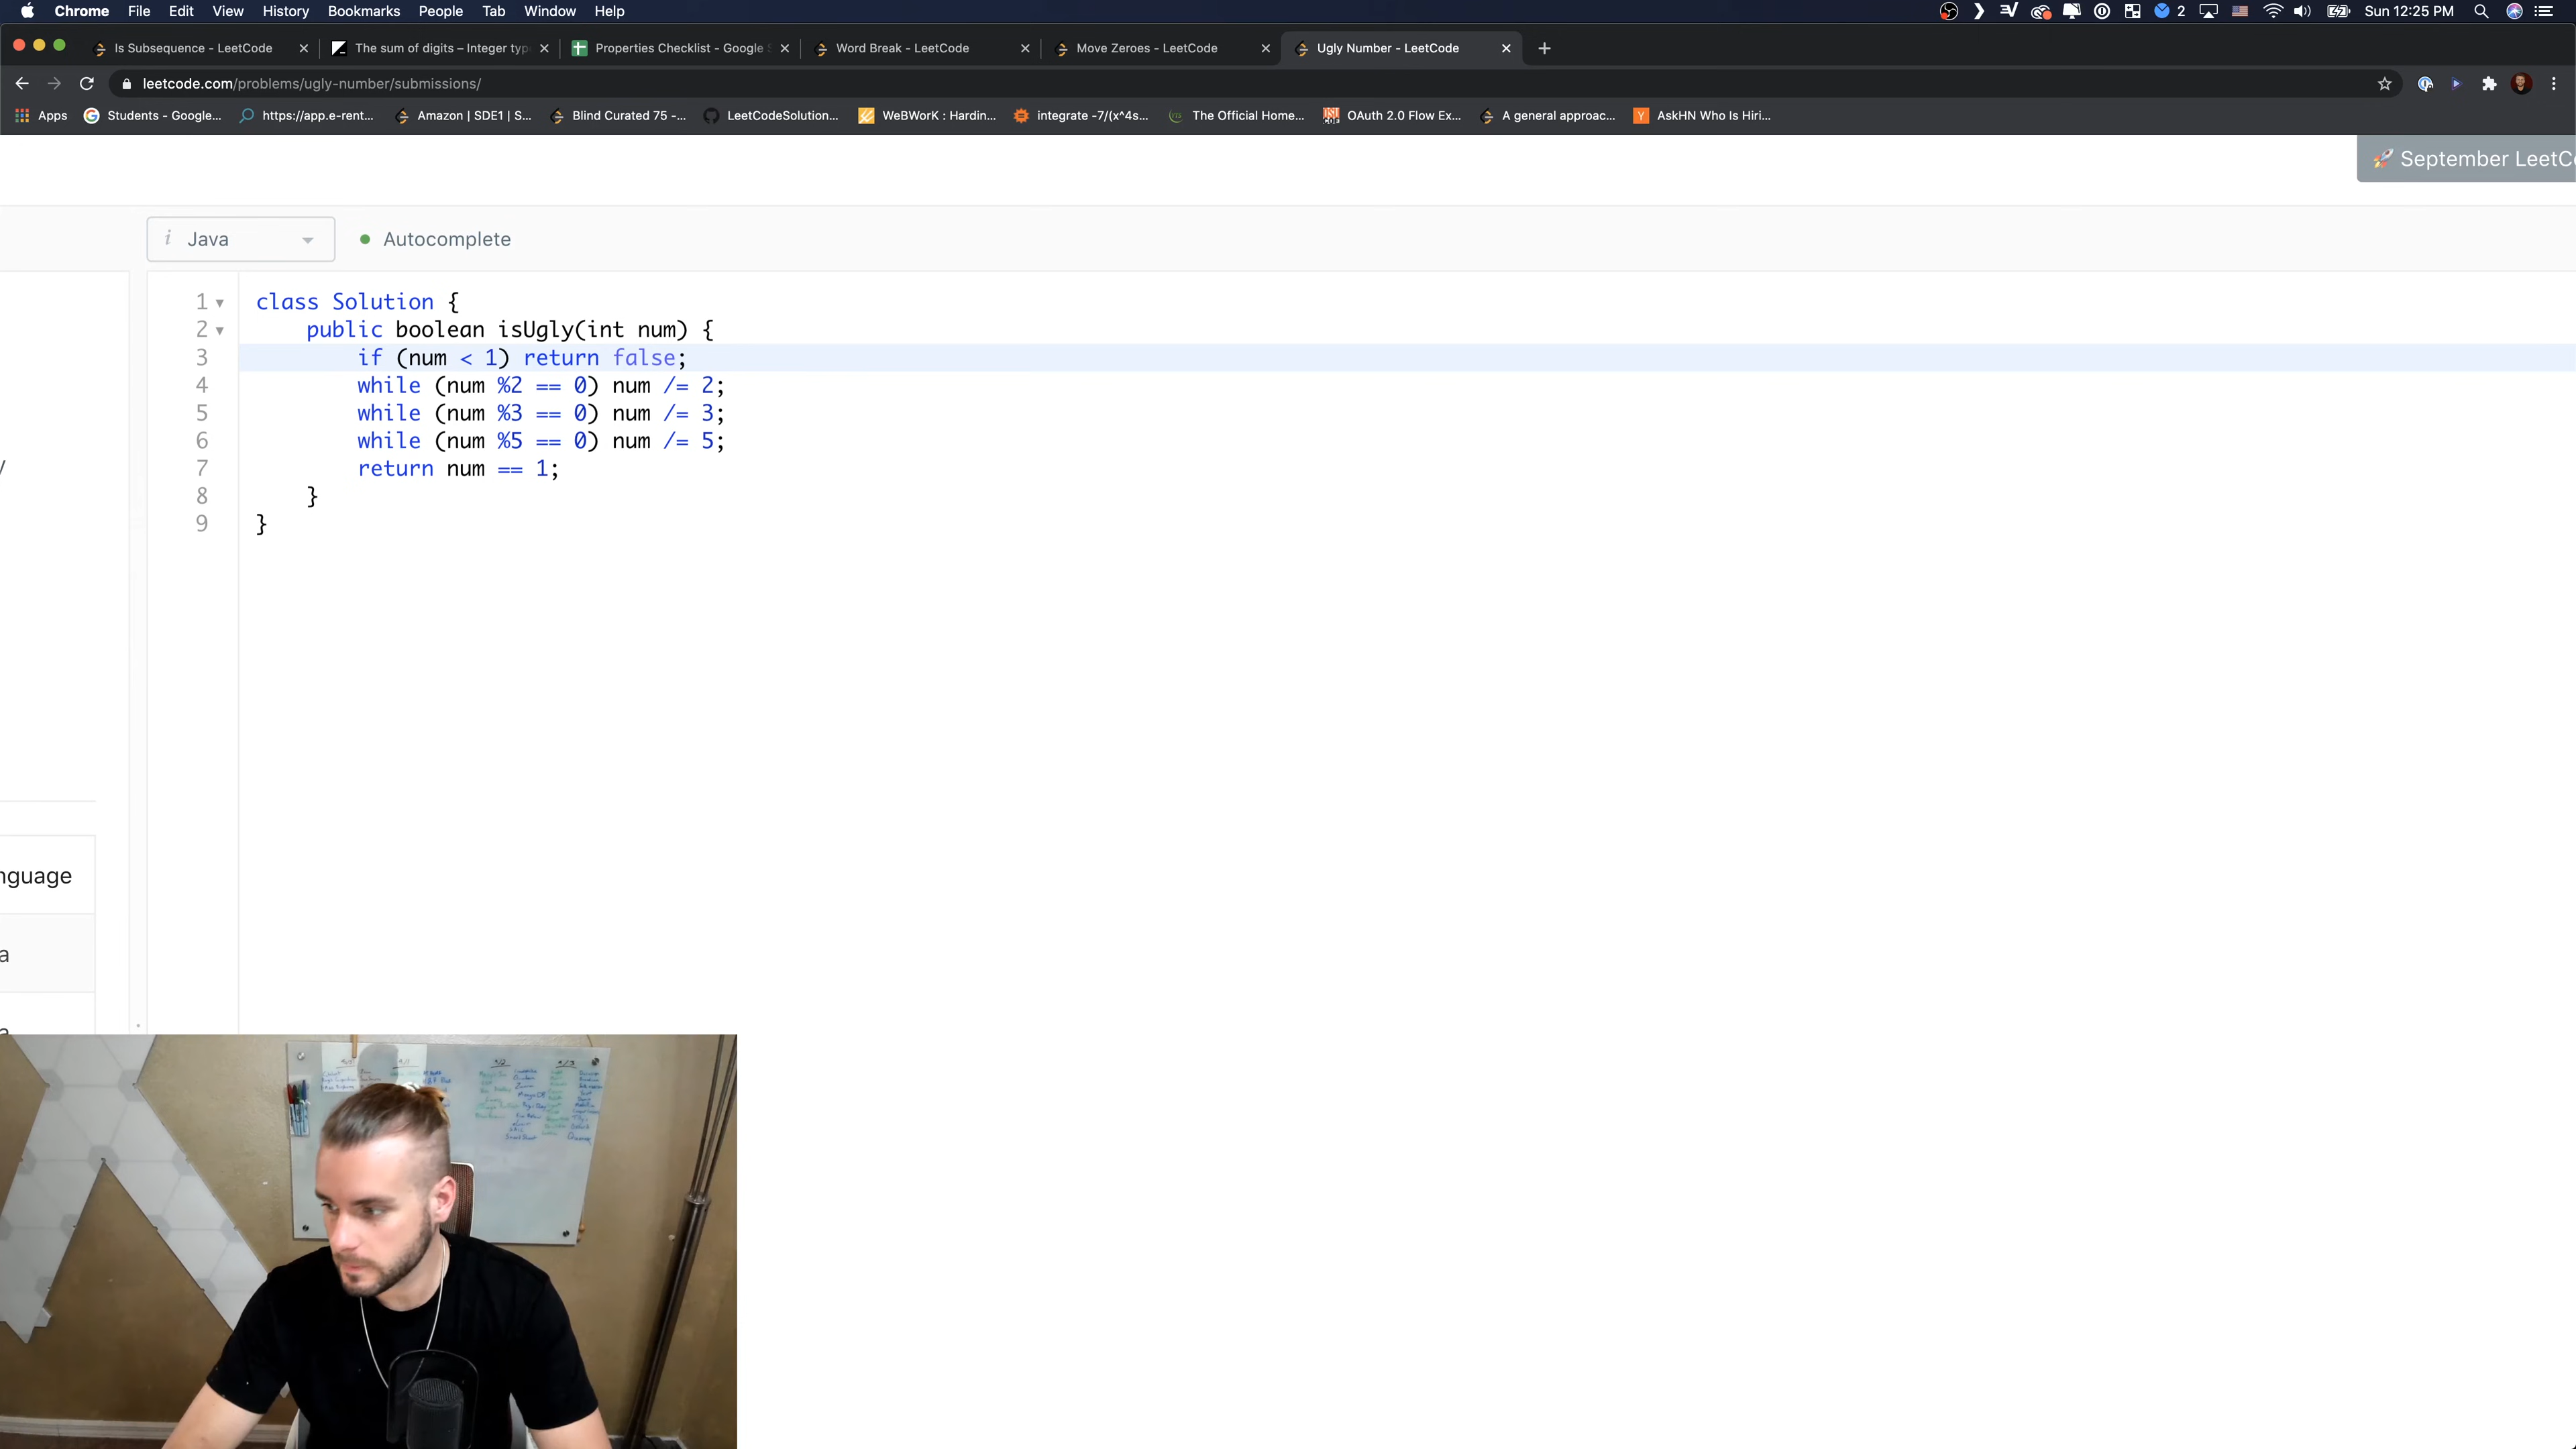 Chrome File Edit View History Bookmarks People Tab Window Help 2 Sun 12:25 PM
Is Subsequence - LeetCode The sum of digits – Integer typ Properties Checklist - Google S Word Break - LeetCode Move Zeroes - LeetCode Ugly Number - LeetCode
leetcode.com/problems/ugly-number/submissions/
Apps Students - Google... https://app.e-rent... Amazon | SDE1 | S... Blind Curated 75 -... LeetCodeSolution... WeBWorK : Hardin... integrate -7/(x^4s... The Official Home... OAuth 2.0 Flow Ex... A general approac... AskHN Who Is Hiri...
🚀 September LeetC
i Java Autocomplete
1 class Solution {
2 public boolean isUgly(int num) {
3 if (num < 1) return false;
4 while (num %2 == 0) num /= 2;
5 while (num %3 == 0) num /= 3;
6 while (num %5 == 0) num /= 5;
7 return num == 1;
8 }
9 }
y
nguage
a
a